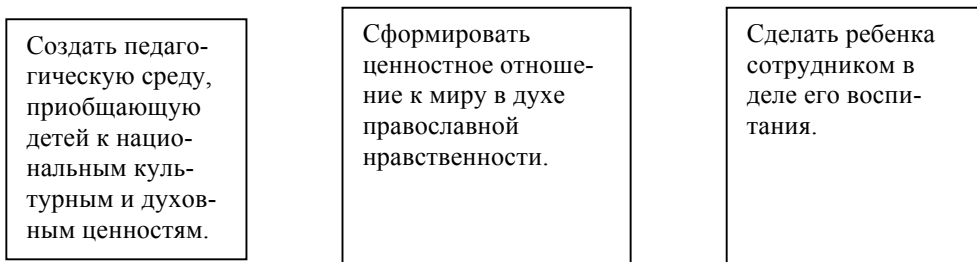 Создать педаго-
гическую среду,
приобщающую
детей к нацио-
нальным куль-
турным и духов-
ным ценностям.
Сформировать
ценностное отноше-
ние к миру в духе
православной
нравственности.
Сделать ребенка
сотрудником в
деле его воспи-
тания.